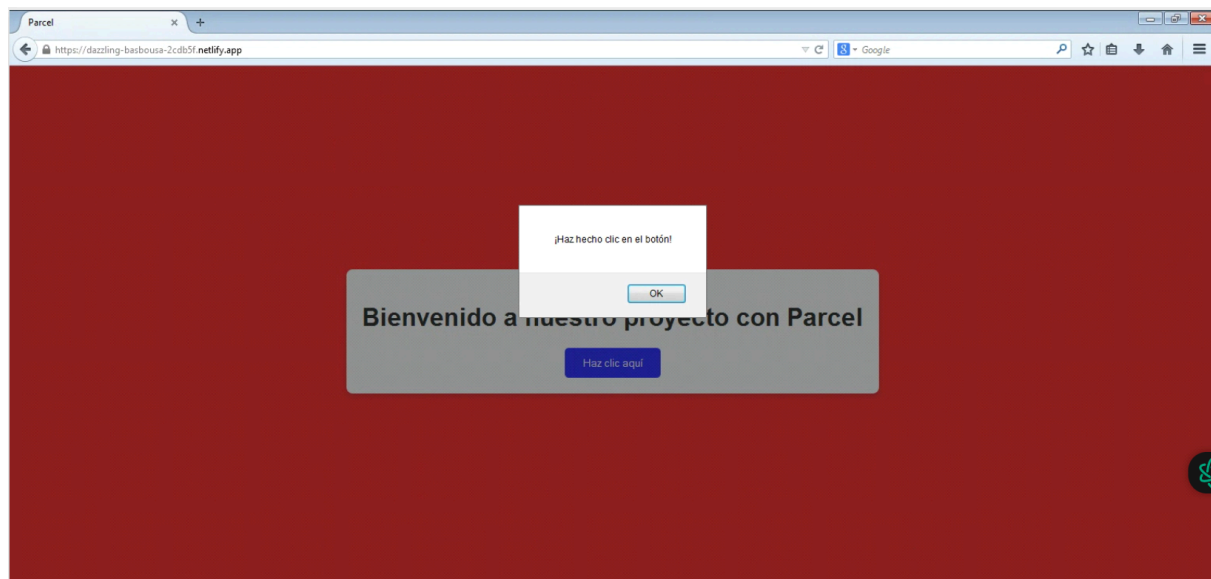 Parcel
https://dazzling-basbousa-2cdb5f.netlify.app
Google
¡Haz hecho clic en el botón!
OK
Bienvenido a nuestro proyecto con Parcel
Haz clic aquí